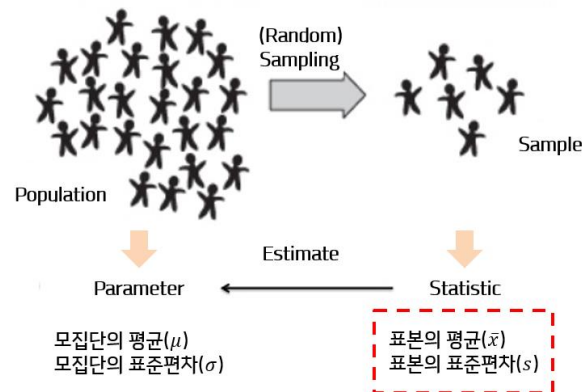 (Random)
Sampling
Sample
Population
Estimate
Parameter
Statistic
모집단의 평균(μ)
모집단의 표준편차(σ)
표본의 평균(x̄)
표본의 표준편차(s)